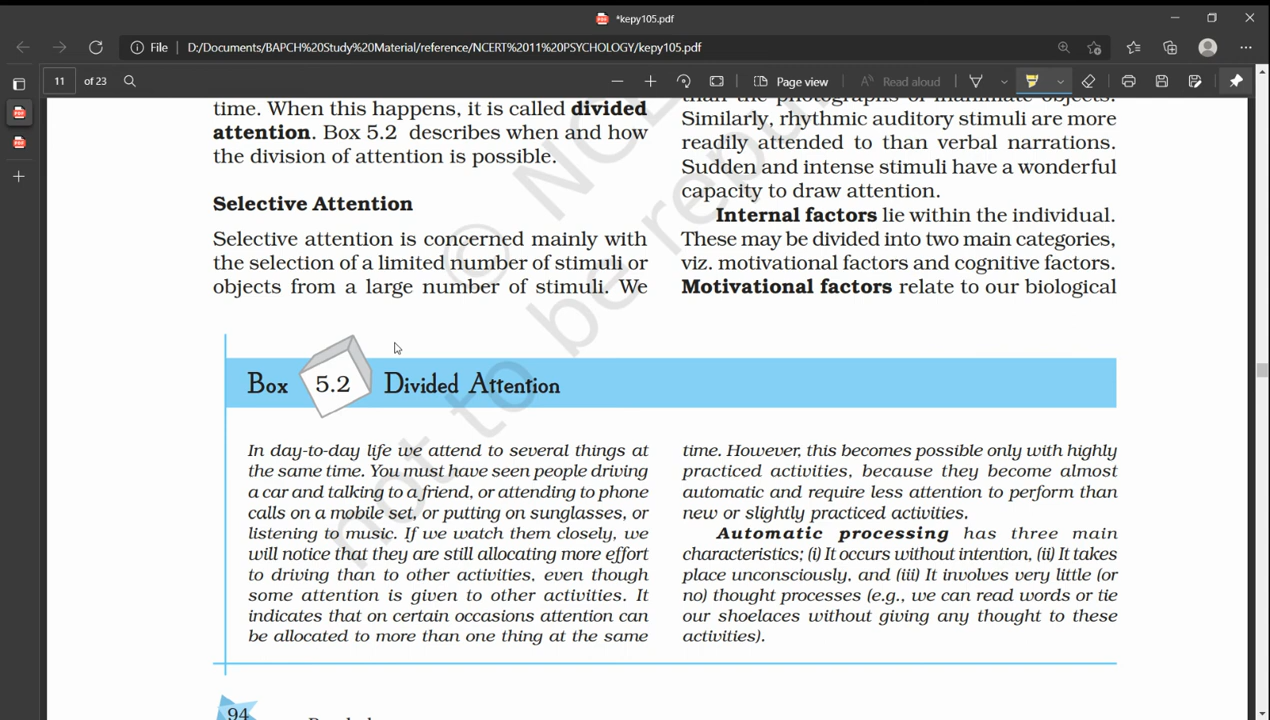 *kepy105.pdf
File
D:/Documents/BAPCH%20Study%20Material/reference/NCERT%2011%20PSYCHOLOGY/kepy105.pdf
11 of 23
Page view
Read aloud
time. When this happens, it is called divided
attention. Box 5.2 describes when and how
the division of attention is possible.
Selective Attention
Selective attention is concerned mainly with
the selection of a limited number of stimuli or
objects from a large number of stimuli. We
than the photographs of inanimate objects.
Similarly, rhythmic auditory stimuli are more
readily attended to than verbal narrations.
Sudden and intense stimuli have a wonderful
capacity to draw attention.
Internal factors lie within the individual.
These may be divided into two main categories,
viz. motivational factors and cognitive factors.
Motivational factors relate to our biological
Box 5.2 Divided Attention
In day-to-day life we attend to several things at
the same time. You must have seen people driving
a car and talking to a friend, or attending to phone
calls on a mobile set, or putting on sunglasses, or
listening to music. If we watch them closely, we
will notice that they are still allocating more effort
to driving than to other activities, even though
some attention is given to other activities. It
indicates that on certain occasions attention can
be allocated to more than one thing at the same
time. However, this becomes possible only with highly
practiced activities, because they become almost
automatic and require less attention to perform than
new or slightly practiced activities.
Automatic processing has three main
characteristics; (i) It occurs without intention, (ii) It takes
place unconsciously, and (iii) It involves very little (or
no) thought processes (e.g., we can read words or tie
our shoelaces without giving any thought to these
activities).
94
© NC
not to be repu